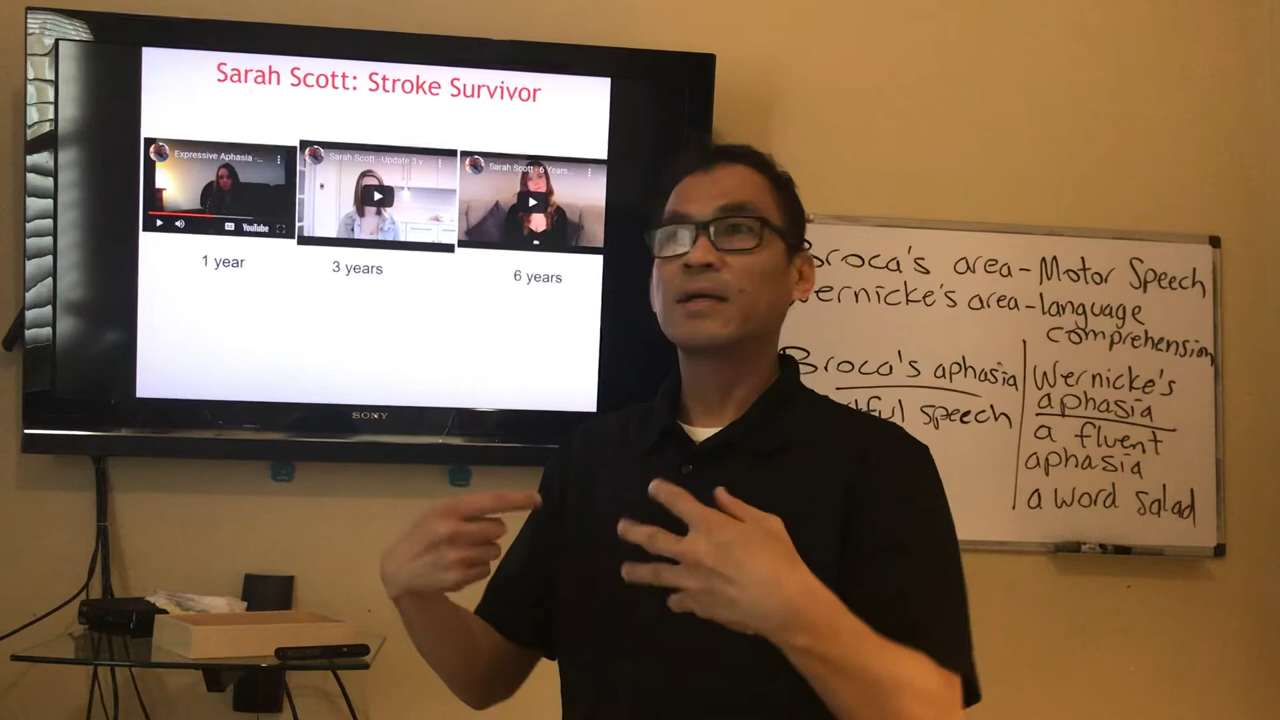 Sarah Scott: Stroke Survivor
Expressive Aphasia -...
Sarah Scott - Update 3 y
Sarah Scott - 6 Years...
YouTube
1 year
3 years
6 years
SONY
Broca's area - Motor Speech
Wernicke's area - language
comprehension
Broca's aphasia
speech
Wernicke's
aphasia
a fluent
aphasia
a word salad